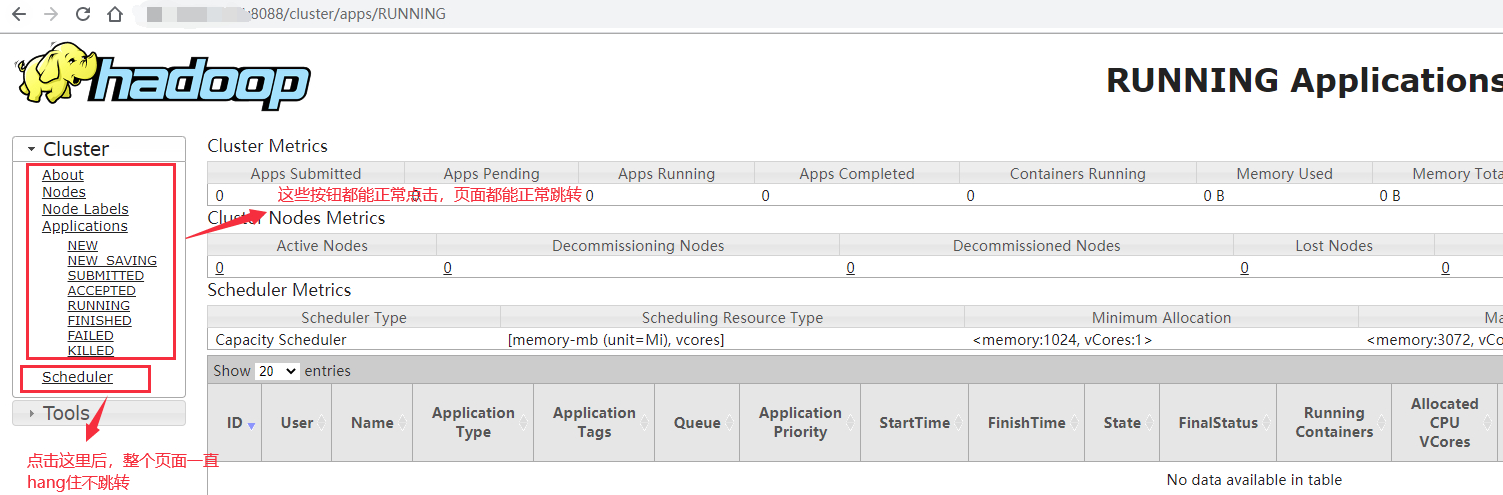 8088/cluster/apps/RUNNING
hadoop
RUNNING Applications
Cluster
About
Nodes
Node Labels
Applications
NEW
NEW_SAVING
SUBMITTED
ACCEPTED
RUNNING
FINISHED
FAILED
KILLED
Scheduler
Tools
点击这里后，整个页面一直
hang住不跳转
Cluster Metrics
Apps Submitted Apps Pending Apps Running Apps Completed Containers Running Memory Used Memory Tota
0 0 0 0 0 0 B 0 B
这些按钮都能正常点击，页面都能正常跳转
Cluster Nodes Metrics
Active Nodes Decommissioning Nodes Decommissioned Nodes Lost Nodes
0 0 0 0 0
Scheduler Metrics
Scheduler Type Scheduling Resource Type Minimum Allocation Ma
Capacity Scheduler [memory-mb (unit=Mi), vcores] <memory:1024, vCores:1> <memory:3072, vCo
Show 20 entries
ID User Name Application Type Application Tags Queue Application Priority StartTime FinishTime State FinalStatus Running Containers Allocated CPU VCores
No data available in table